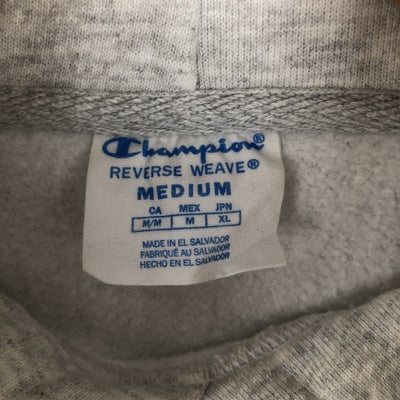 Champion®
REVERSE WEAVE®
MEDIUM
CA MEX JPN
M/M M XL
MADE IN EL SALVADOR
FABRIQUÉ AU SALVADOR
HECHO EN EL SALVADOR